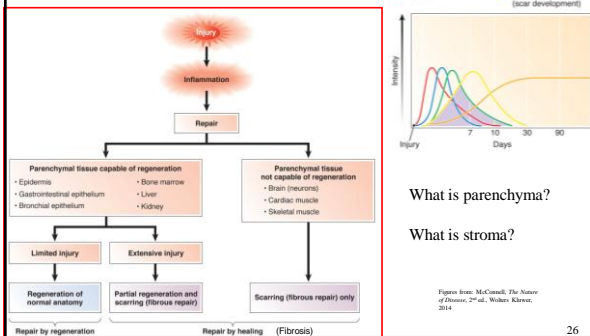 (scar development)
Injury
Inflammation
Repair
Parenchymal tissue capable of regeneration
• Epidermis
• Gastrointestinal epithelium
• Bronchial epithelium
• Bone marrow
• Liver
• Kidney
Parenchymal tissue
not capable of regeneration
• Brain (neurons)
• Cardiac muscle
• Skeletal muscle
Limited injury
Extensive injury
Regeneration of
normal anatomy
Partial regeneration and
scarring (fibrous repair)
Scarring (fibrous repair) only
Repair by regeneration
Repair by healing (Fibrosis)
Intensity
Injury
7 10 30 90
Days
What is parenchyma?
What is stroma?
Figures from: McConnell, The Nature
of Disease, 2nd ed., Wolters Kluwer,
2014
26